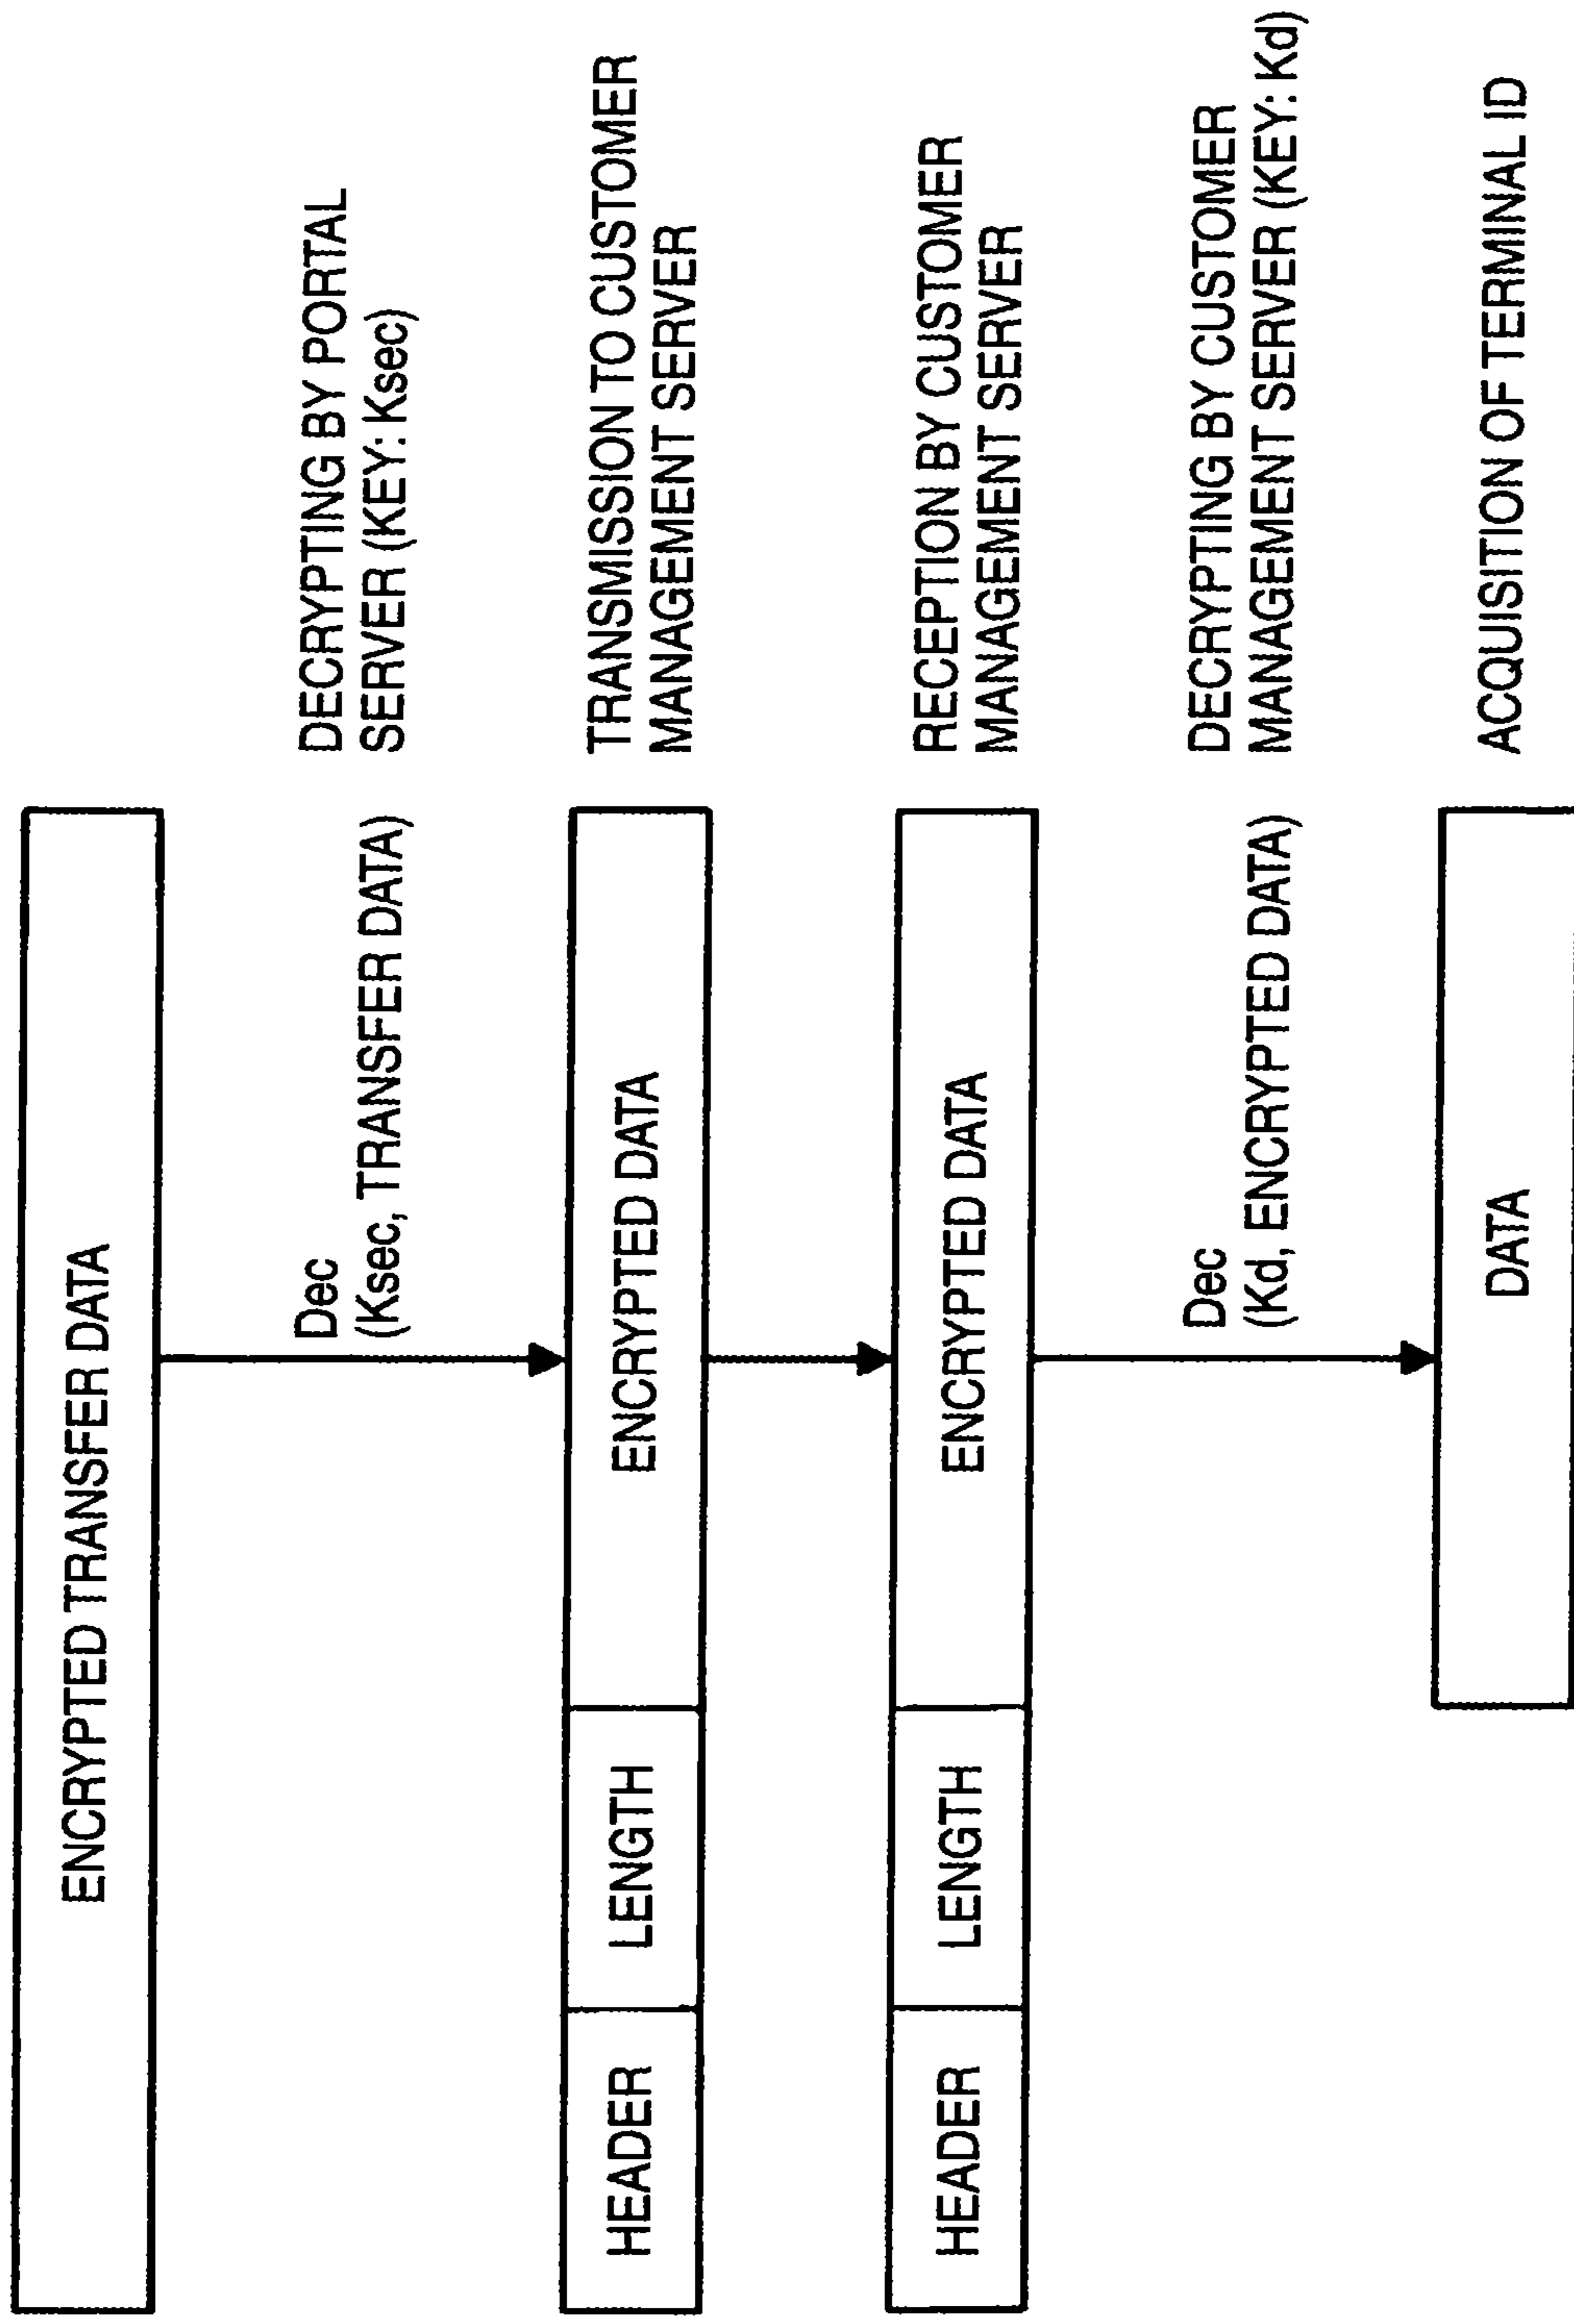 ENCRYPTED TRANSFER DATA
Dec
(Ksec, TRANSFER DATA)
DECRYPTING BY PORTAL
SERVER (KEY: Ksec)
HEADER
LENGTH
ENCRYPTED DATA
TRANSMISSION TO CUSTOMER
MANAGEMENT SERVER
HEADER
LENGTH
ENCRYPTED DATA
RECEPTION BY CUSTOMER
MANAGEMENT SERVER
Dec
(Kd, ENCRYPTED DATA)
DECRYPTING BY CUSTOMER
MANAGEMENT SERVER (KEY: Kd)
DATA
ACQUISITION OF TERMINAL ID